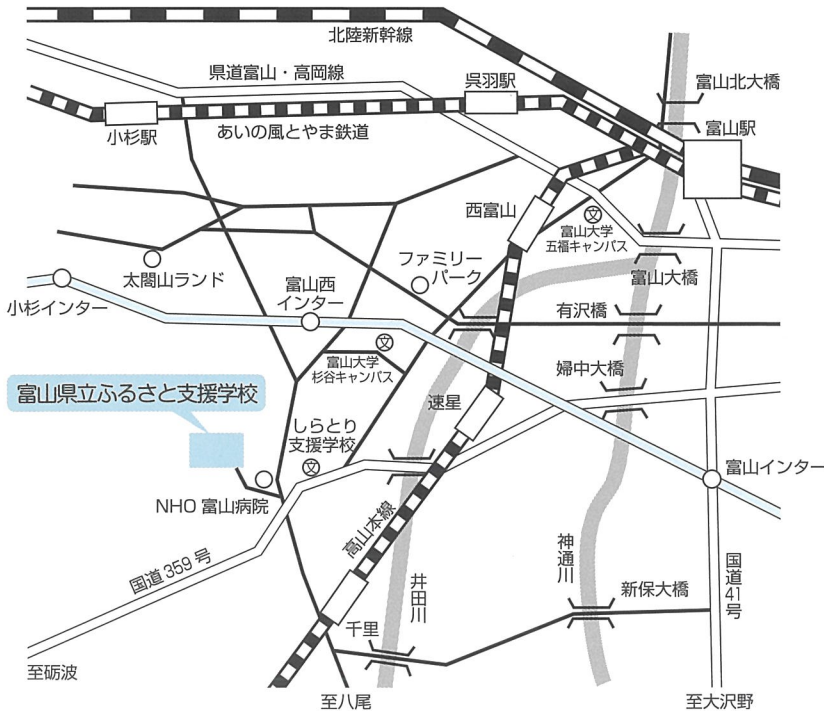 北陸新幹線
県道富山・高岡線
呉羽駅
富山北大橋
小杉駅
あいの風とやま鉄道
富山駅
西富山
文
富山大学
五福キャンパス
太閤山ランド
富山西
インター
ファミリー
パーク
富山大橋
小杉インター
有沢橋
文
富山大学
杉谷キャンパス
婦中大橋
富山県立ふるさと支援学校
速星
しらとり
支援学校
文
富山インター
NHO 富山病院
高山本線
国道 359 号
井田川
神通川
新保大橋
国道41号
千里
至砺波
至八尾
至大沢野